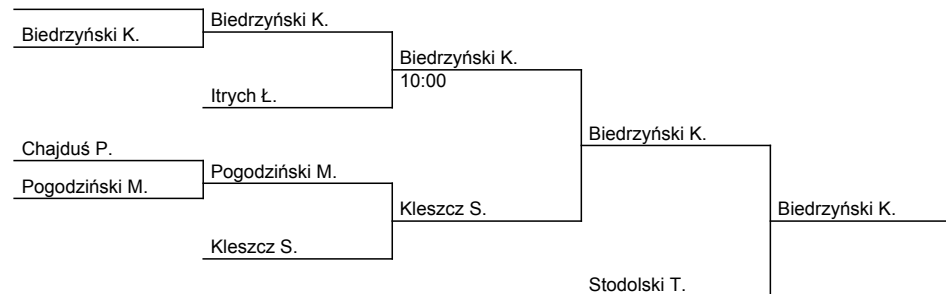 Biedrzyński K.
Biedrzyński K.
Biedrzyński K.
10:00
Itrych Ł.
Biedrzyński K.
Chajduś P.
Pogodziński M.
Pogodziński M.
Kleszcz S.
Biedrzyński K.
Kleszcz S.
Stodolski T.